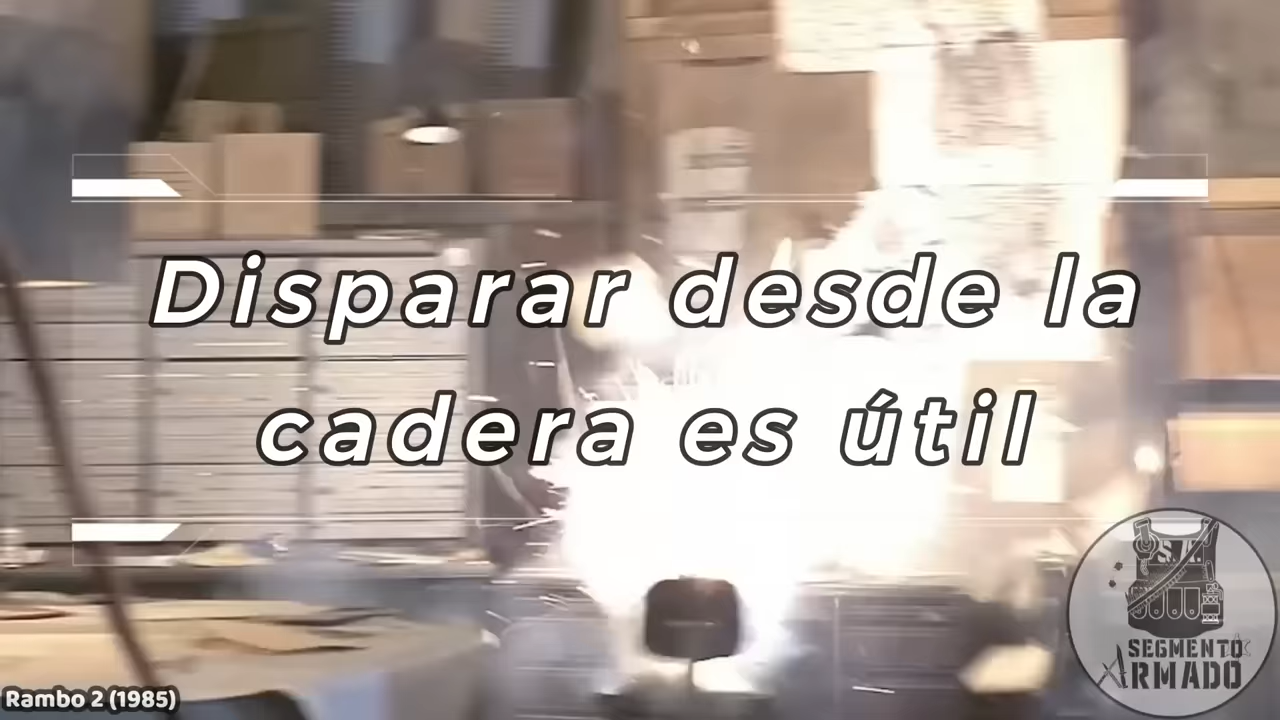 Disparar desde la
cadera es útil
S.A.
SEGMENTO
ARMADO
Rambo 2 (1985)